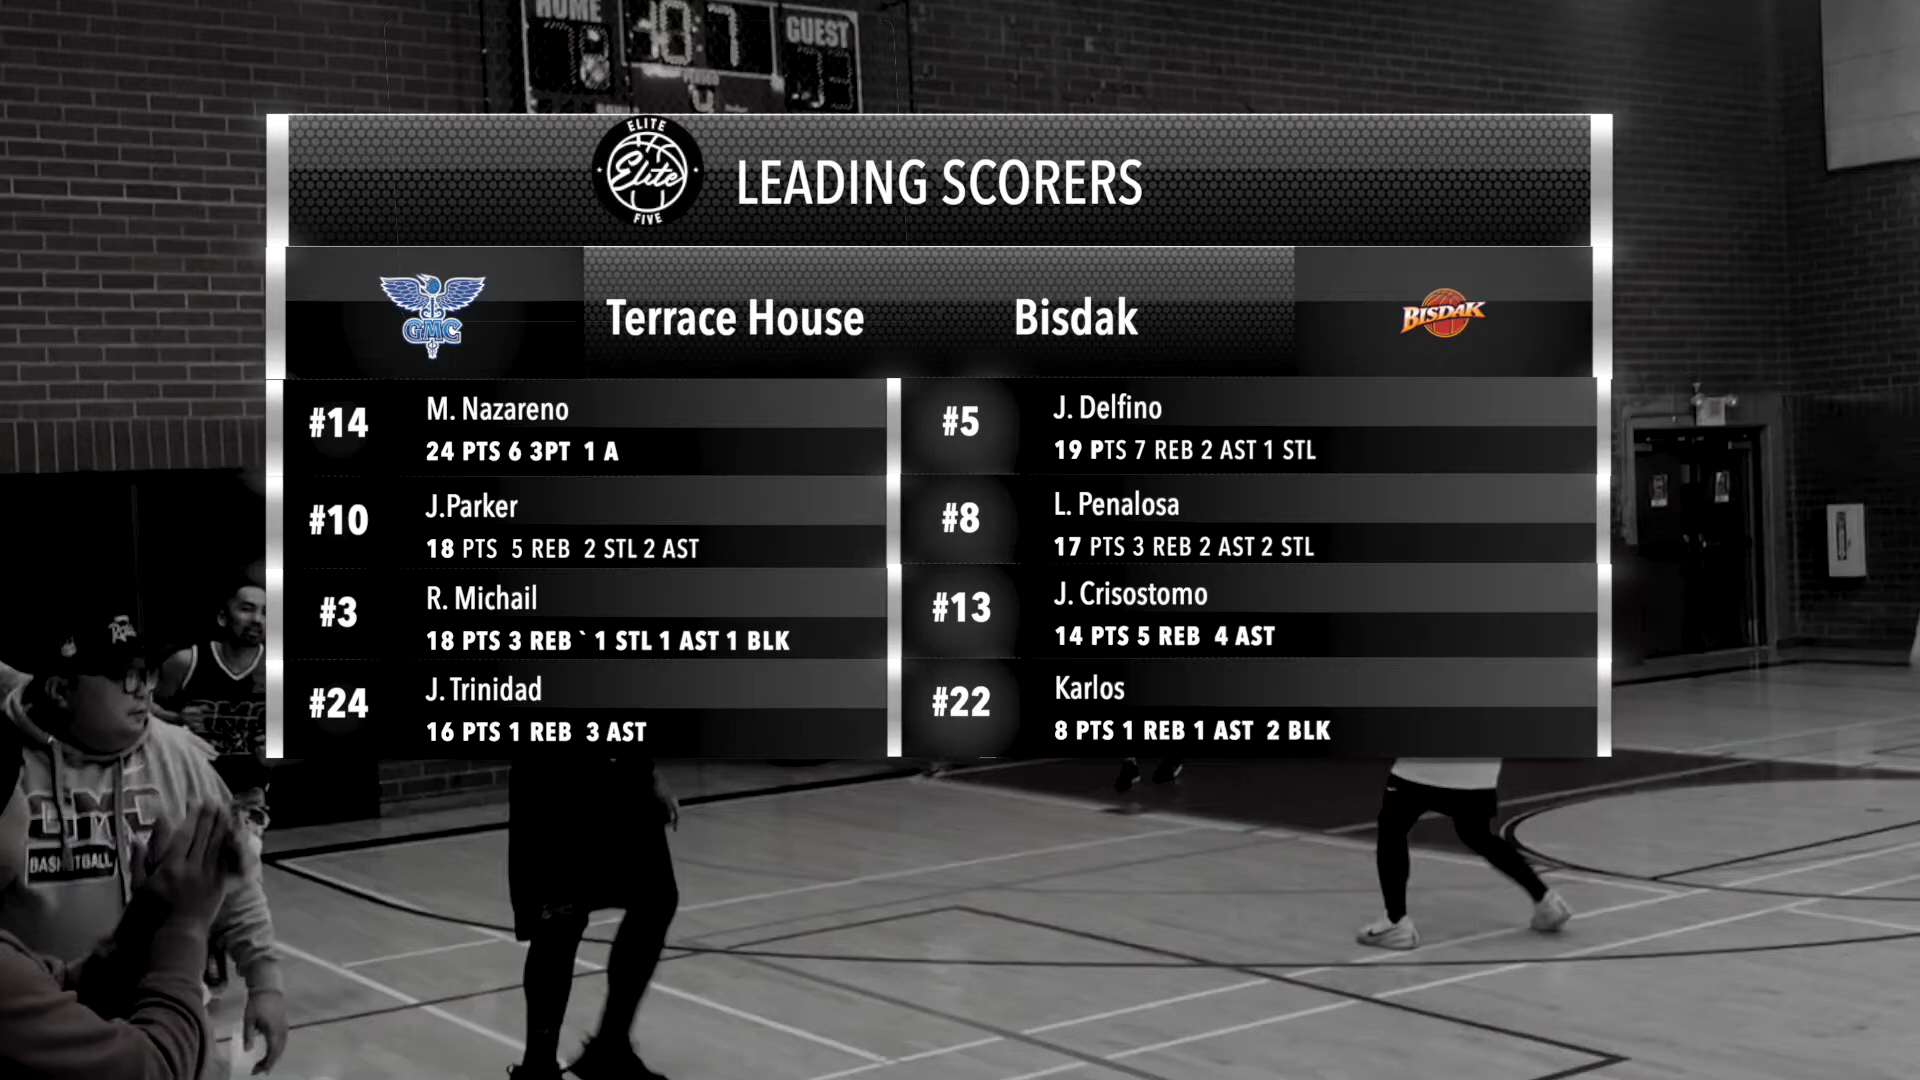 HOME
GUEST
ELITE
Elite
FIVE
LEADING SCORERS
GMC
Terrace House
Bisdak
BISDAK
#14
M. Nazareno
24 PTS 6 3PT 1 A
#10
J.Parker
18 PTS 5 REB 2 STL 2 AST
#3
R. Michail
18 PTS 3 REB ` 1 STL 1 AST 1 BLK
#24
J. Trinidad
16 PTS 1 REB 3 AST
#5
J. Delfino
19 PTS 7 REB 2 AST 1 STL
#8
L. Penalosa
17 PTS 3 REB 2 AST 2 STL
#13
J. Crisostomo
14 PTS 5 REB 4 AST
#22
Karlos
8 PTS 1 REB 1 AST 2 BLK
GMC
BASKETBALL